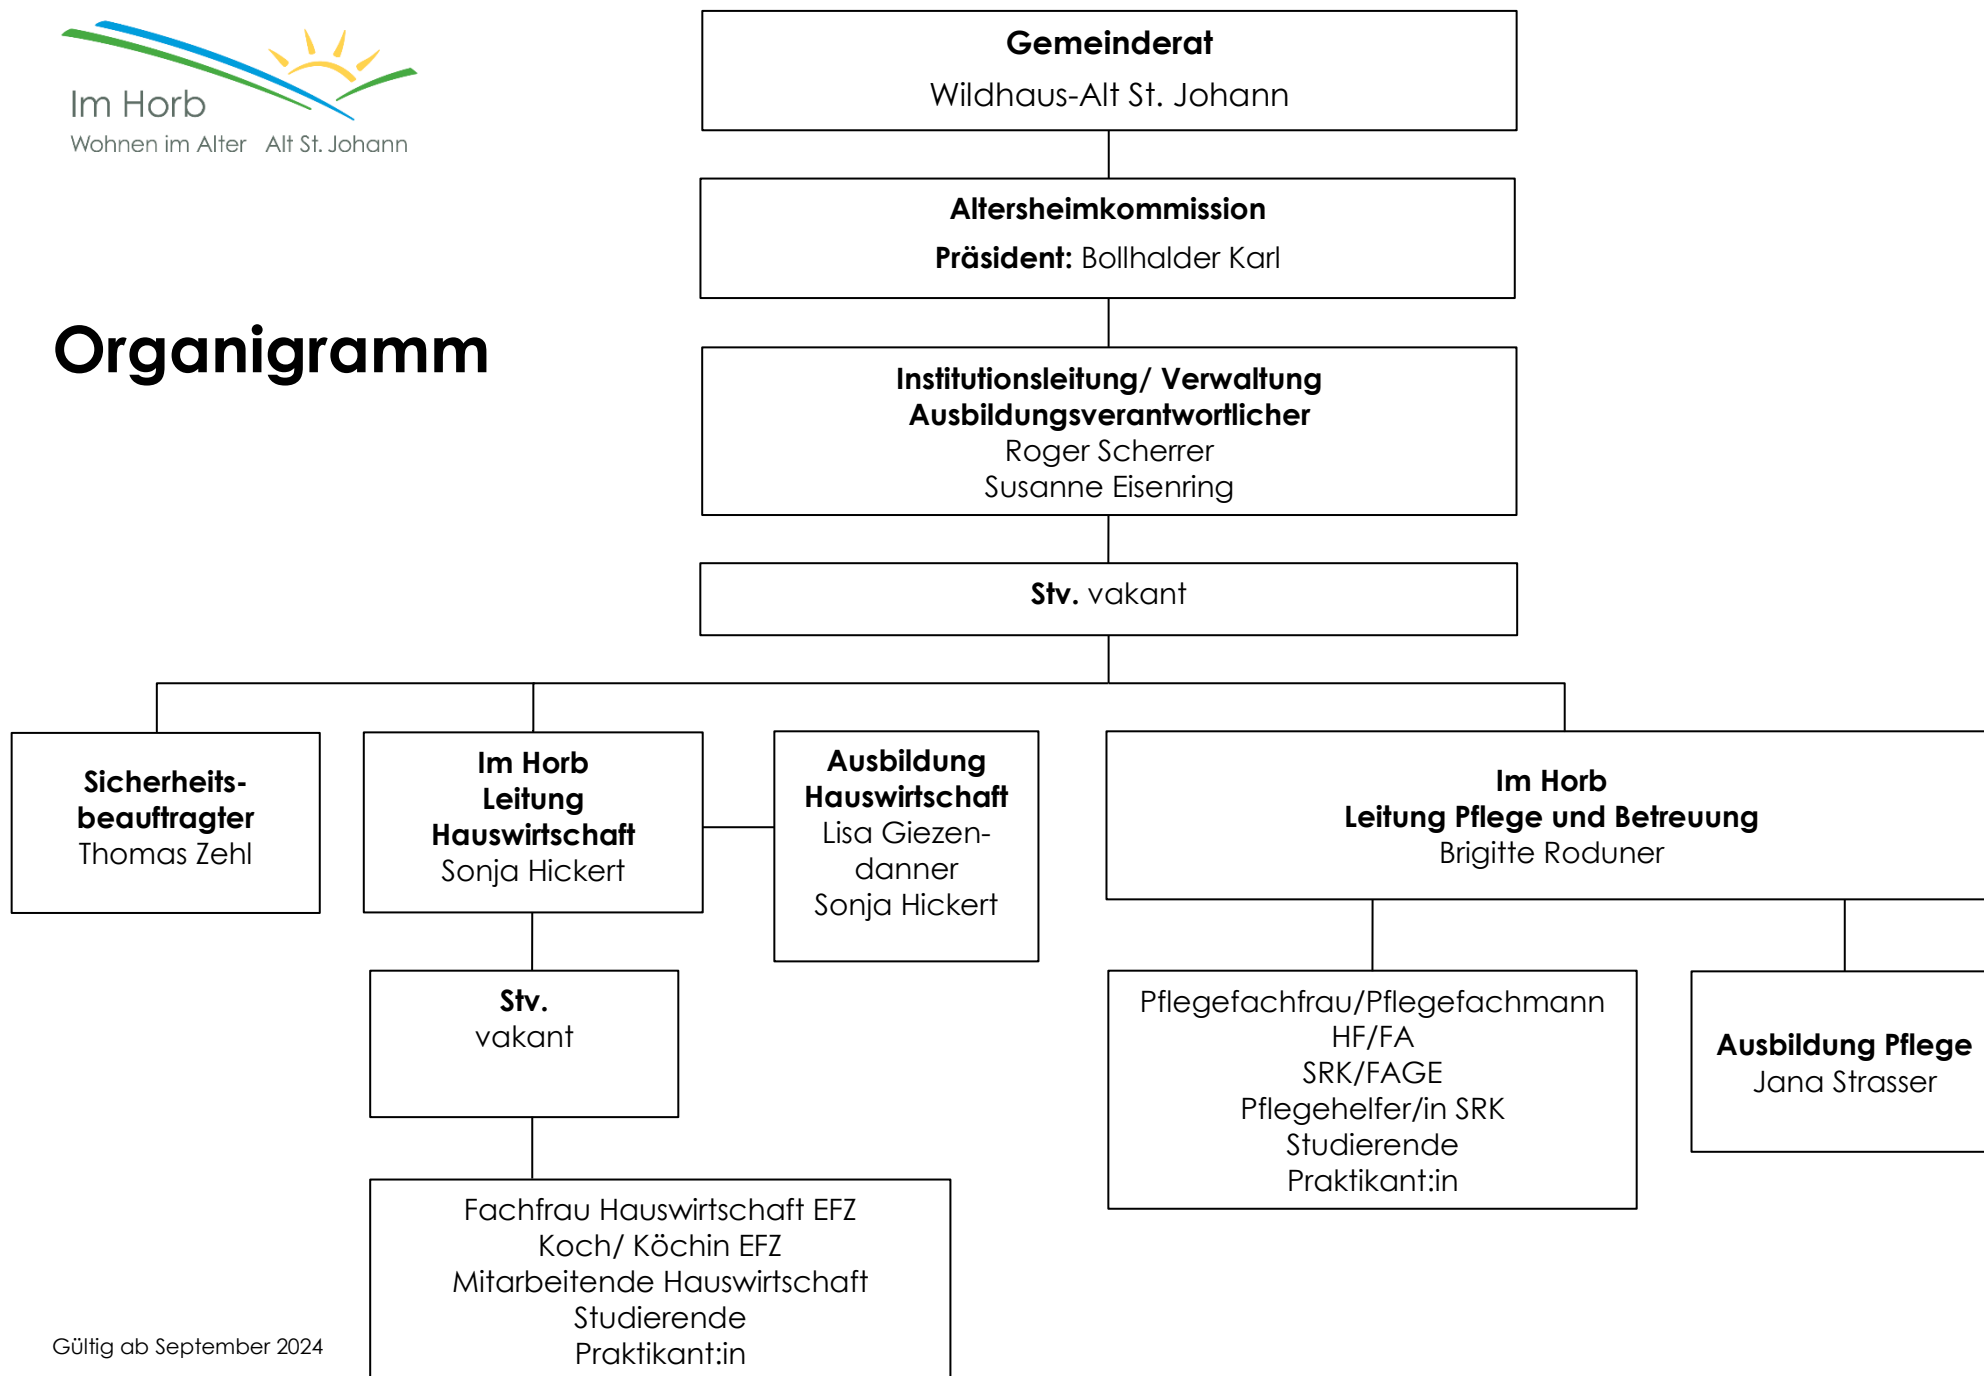 Im Horb
Wohnen im Alter Alt St. Johann
Organigramm
Gemeinderat
Wildhaus-Alt St. Johann
Altersheimkommission
Präsident: Bollhalder Karl
Institutionsleitung/ Verwaltung
Ausbildungsverantwortlicher
Roger Scherrer
Susanne Eisenring
Stv. vakant
Sicherheits-
beauftragter
Thomas Zehl
Im Horb
Leitung
Hauswirtschaft
Sonja Hickert
Ausbildung
Hauswirtschaft
Lisa Giezen-
danner
Sonja Hickert
Im Horb
Leitung Pflege und Betreuung
Brigitte Roduner
Stv.
vakant
Pflegefachfrau/Pflegefachmann
HF/FA
SRK/FAGE
Pflegehelfer/in SRK
Studierende
Praktikant:in
Ausbildung Pflege
Jana Strasser
Fachfrau Hauswirtschaft EFZ
Koch/ Köchin EFZ
Mitarbeitende Hauswirtschaft
Studierende
Praktikant:in
Gültig ab September 2024